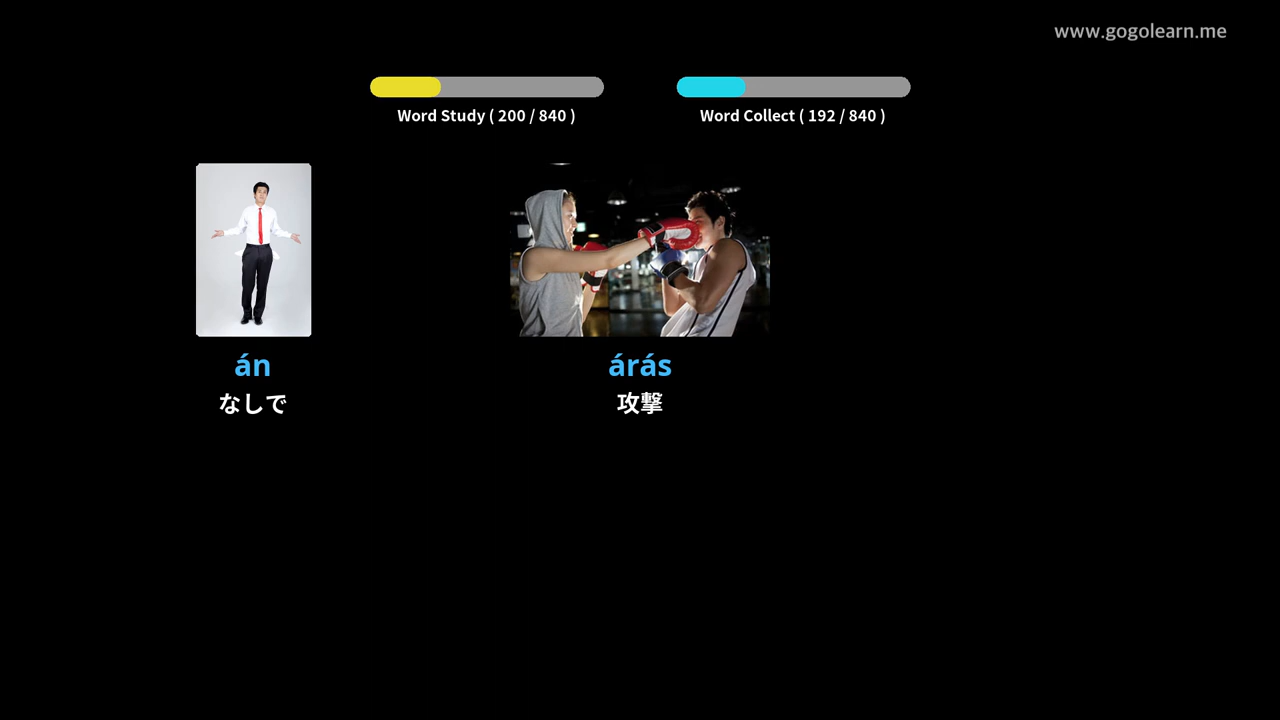 www.gogolearn.me
Word Study ( 200 / 840 )
Word Collect ( 192 / 840 )
án
なしで
árás
攻撃